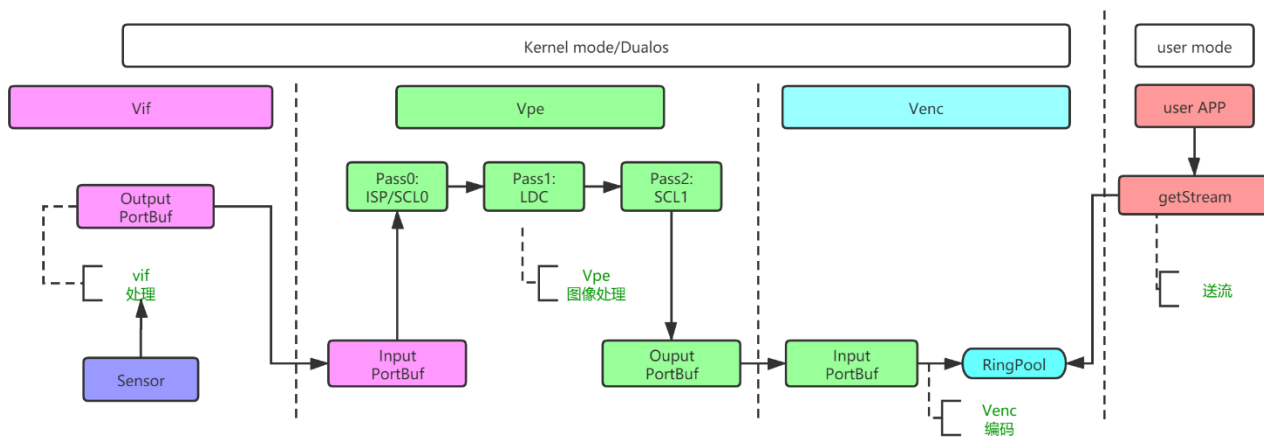 Kernel mode/Dualos
user mode
Vif
Vpe
Venc
user APP
Pass0:
ISP/SCL0
Pass1:
LDC
Pass2:
SCL1
Output
PortBuf
getStream
vif
处理
Vpe
图像处理
送流
Sensor
Input
PortBuf
Ouput
PortBuf
Input
PortBuf
RingPool
Venc
编码